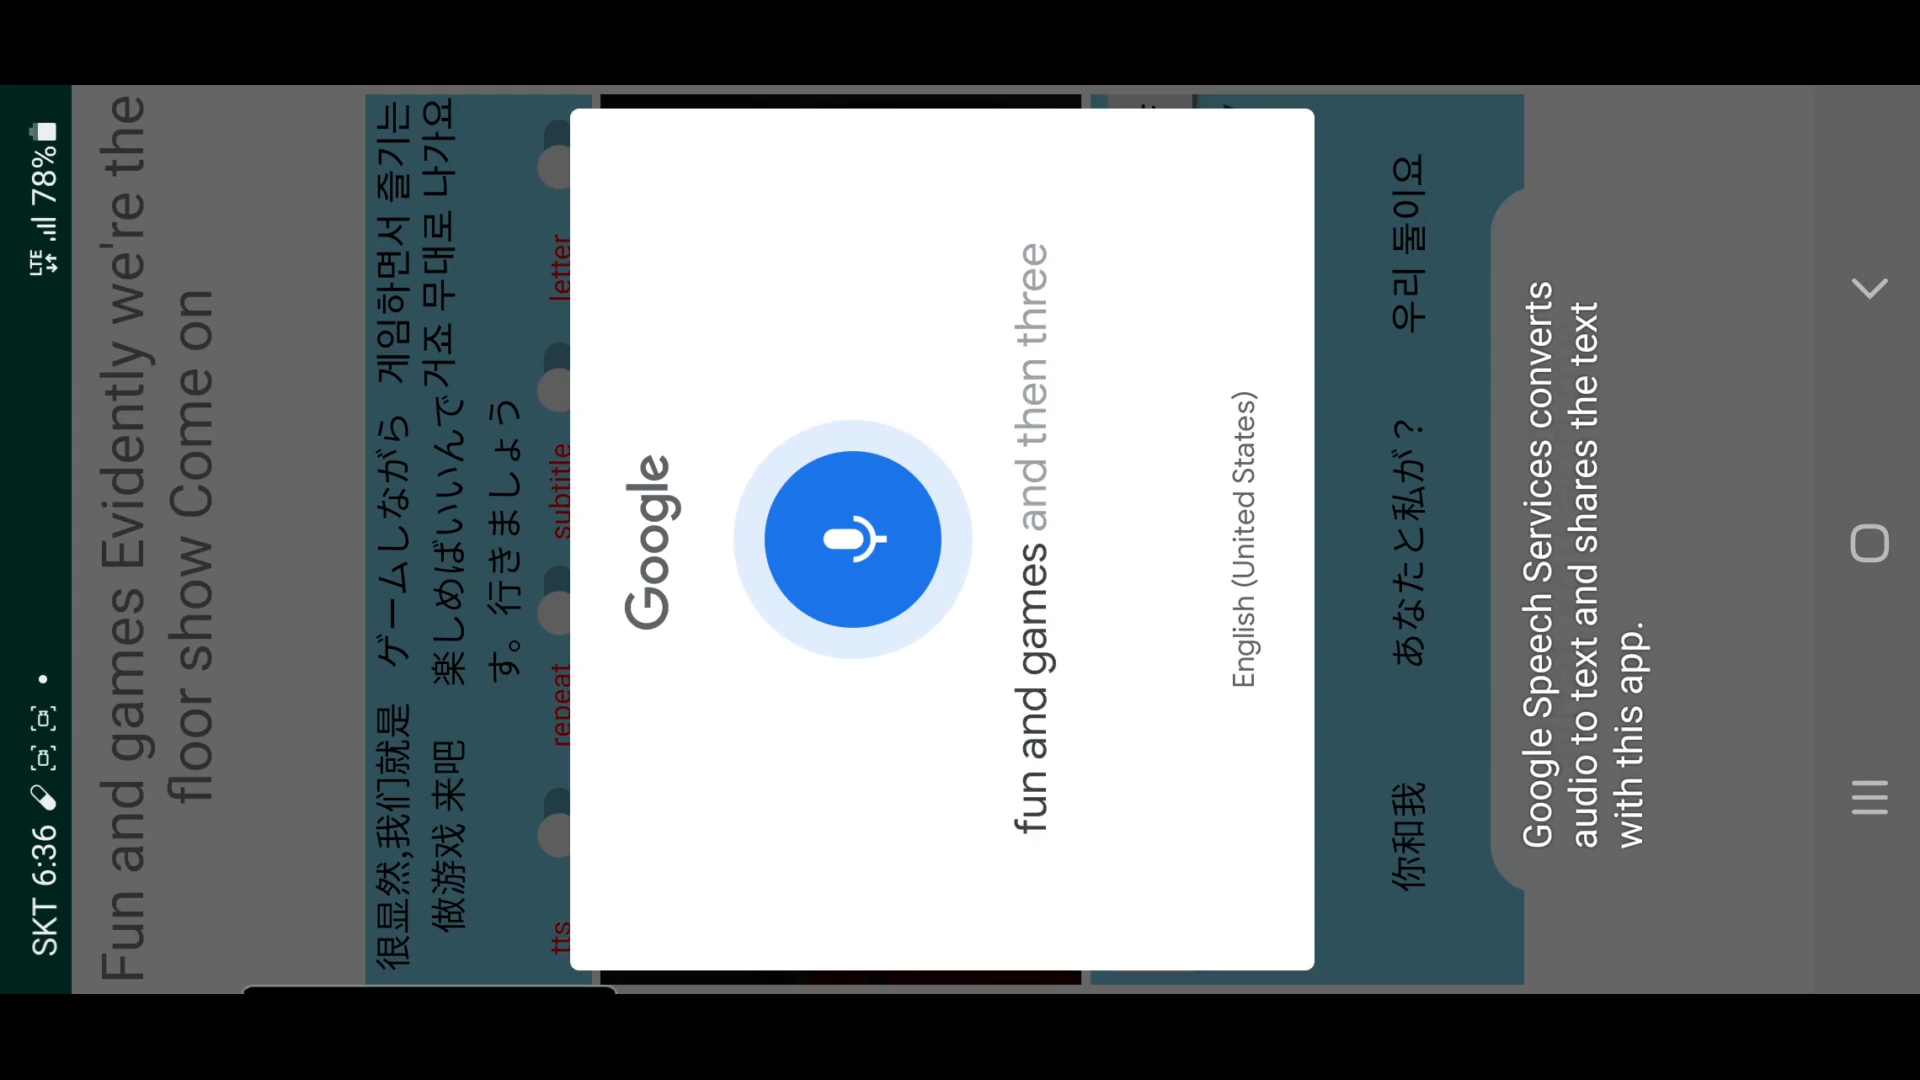 SKT 6:36
LTE
78%
Fun and games Evidently we're the
floor show Come on
很显然,我们就是
做游戏 来吧
ゲームしながら
楽しめばいいんで
す。行きましょう
게임하면서 즐기는
거죠 무대로 나가요
tts
repeat
subtitle
letter
Google
fun and games and then three
English (United States)
你和我
あなたと私が？
우리 둘이요
Google Speech Services converts
audio to text and shares the text
with this app.